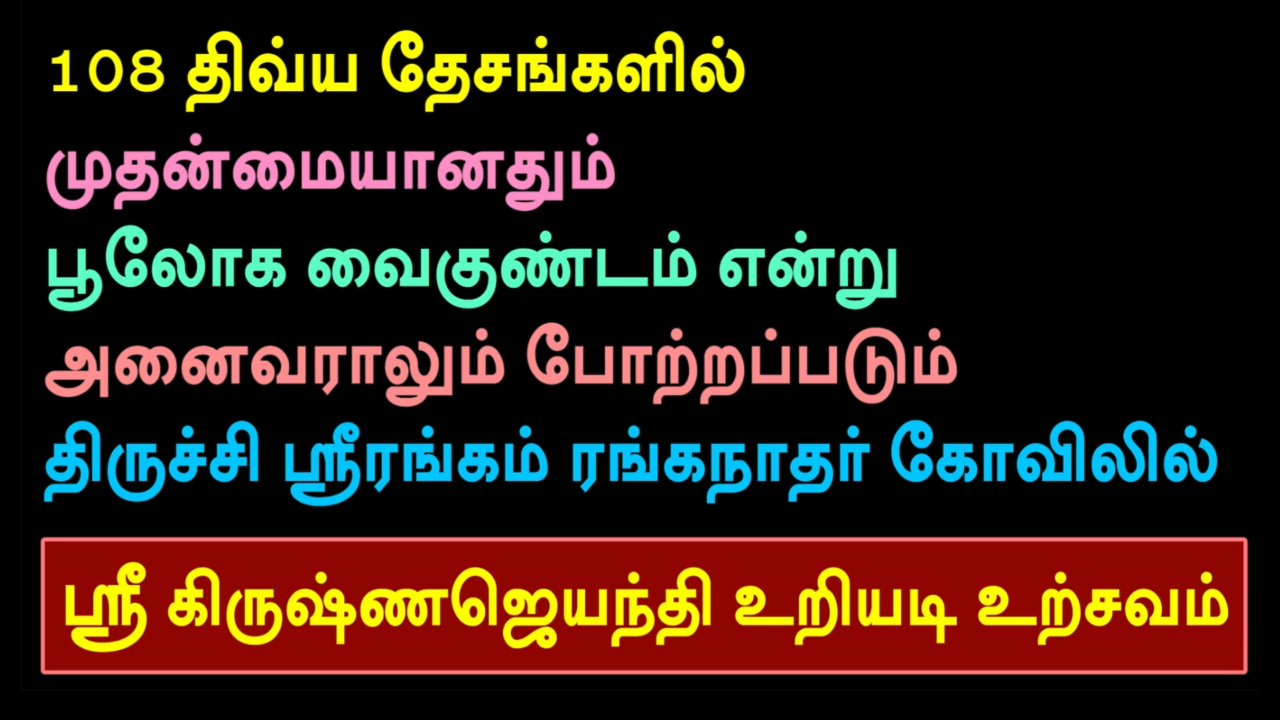 108 திவ்ய தேசங்களில்
முதன்மையானதும்
பூலோக வைகுண்டம் என்று
அனைவராலும் போற்றப்படும்
திருச்சி ஸ்ரீரங்கம் ரங்கநாதர் கோவிலில்
ஸ்ரீ கிருஷ்ணஜெயந்தி உறியடி உற்சவம்